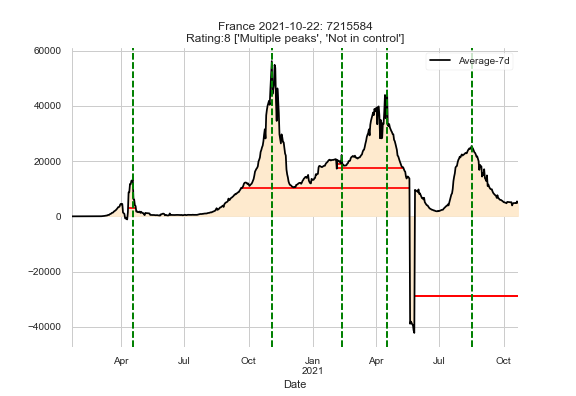 France 2021-10-22: 7215584
Rating:8 ['Multiple peaks', 'Not in control']
Average-7d
60000
40000
20000
0
−20000
−40000
Apr
Jul
Oct
Jan
2021
Apr
Jul
Oct
Date